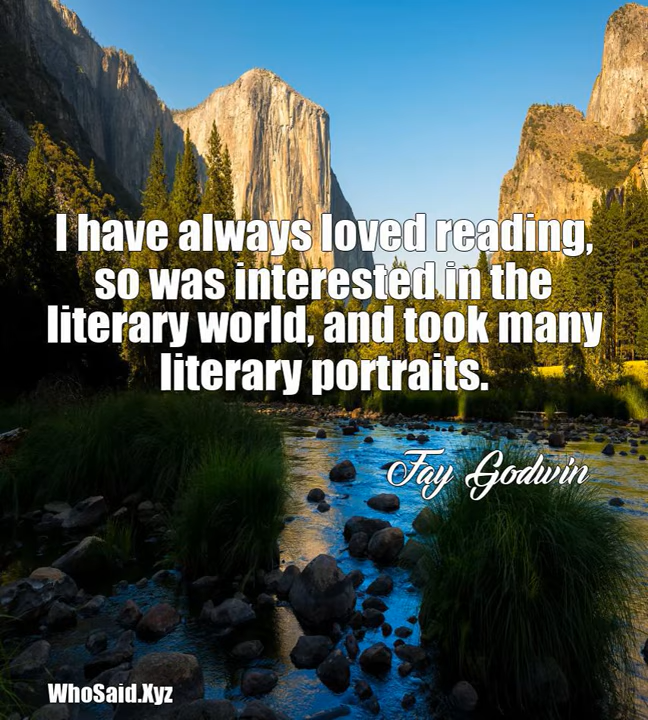 I have always loved reading,
so was interested in the
literary world, and took many
literary portraits.
Fay Godwin
WhoSaid.Xyz